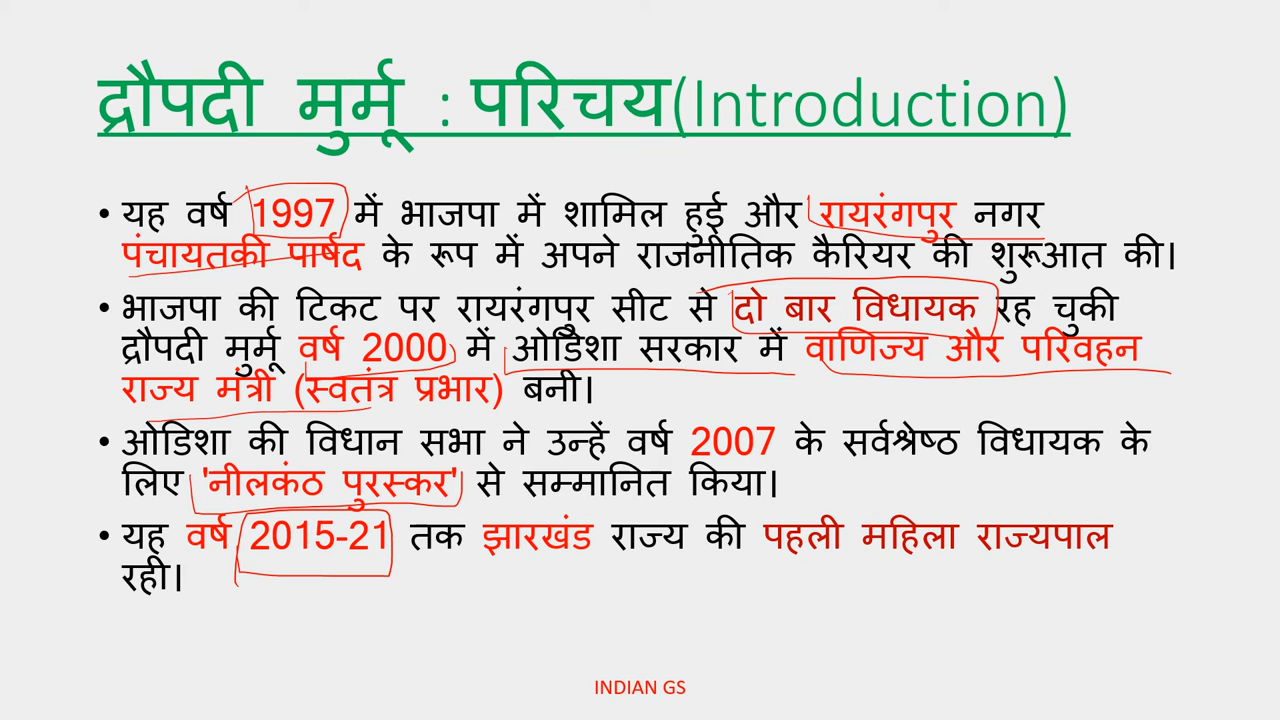 द्रौपदी मुर्मू : परिचय(Introduction)
• यह वर्ष 1997 में भाजपा में शामिल हुई और रायरंगपुर नगर
पंचायतकी पार्षद के रूप में अपने राजनीतिक कैरियर की शुरूआत की।
• भाजपा की टिकट पर रायरंगपुर सीट से दो बार विधायक रह चुकी
द्रौपदी मुर्मू वर्ष 2000 में ओडिशा सरकार में वाणिज्य और परिवहन
राज्य मंत्री (स्वतंत्र प्रभार) बनी।
• ओडिशा की विधान सभा ने उन्हें वर्ष 2007 के सर्वश्रेष्ठ विधायक के
लिए 'नीलकंठ पुरस्कर' से सम्मानित किया।
• यह वर्ष 2015-21 तक झारखंड राज्य की पहली महिला राज्यपाल
रही।
INDIAN GS